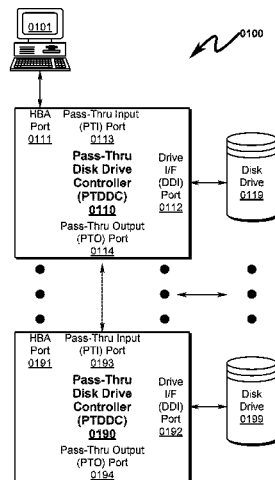 0101
0100
HBA Port 0111
Pass-Thru Input (PTI) Port 0113
Pass-Thru
Disk Drive
Controller
(PTDDC)
0110
Drive
I/F
(DDI)
Port
0112
Disk
Drive
0119
Pass-Thru Output
(PTO) Port
0114
HBA Port 0191
Pass-Thru Input (PTI) Port 0193
Pass-Thru
Disk Drive
Controller
(PTDDC)
0190
Drive
I/F
(DDI)
Port
0192
Disk
Drive
0199
Pass-Thru Output
(PTO) Port
0194